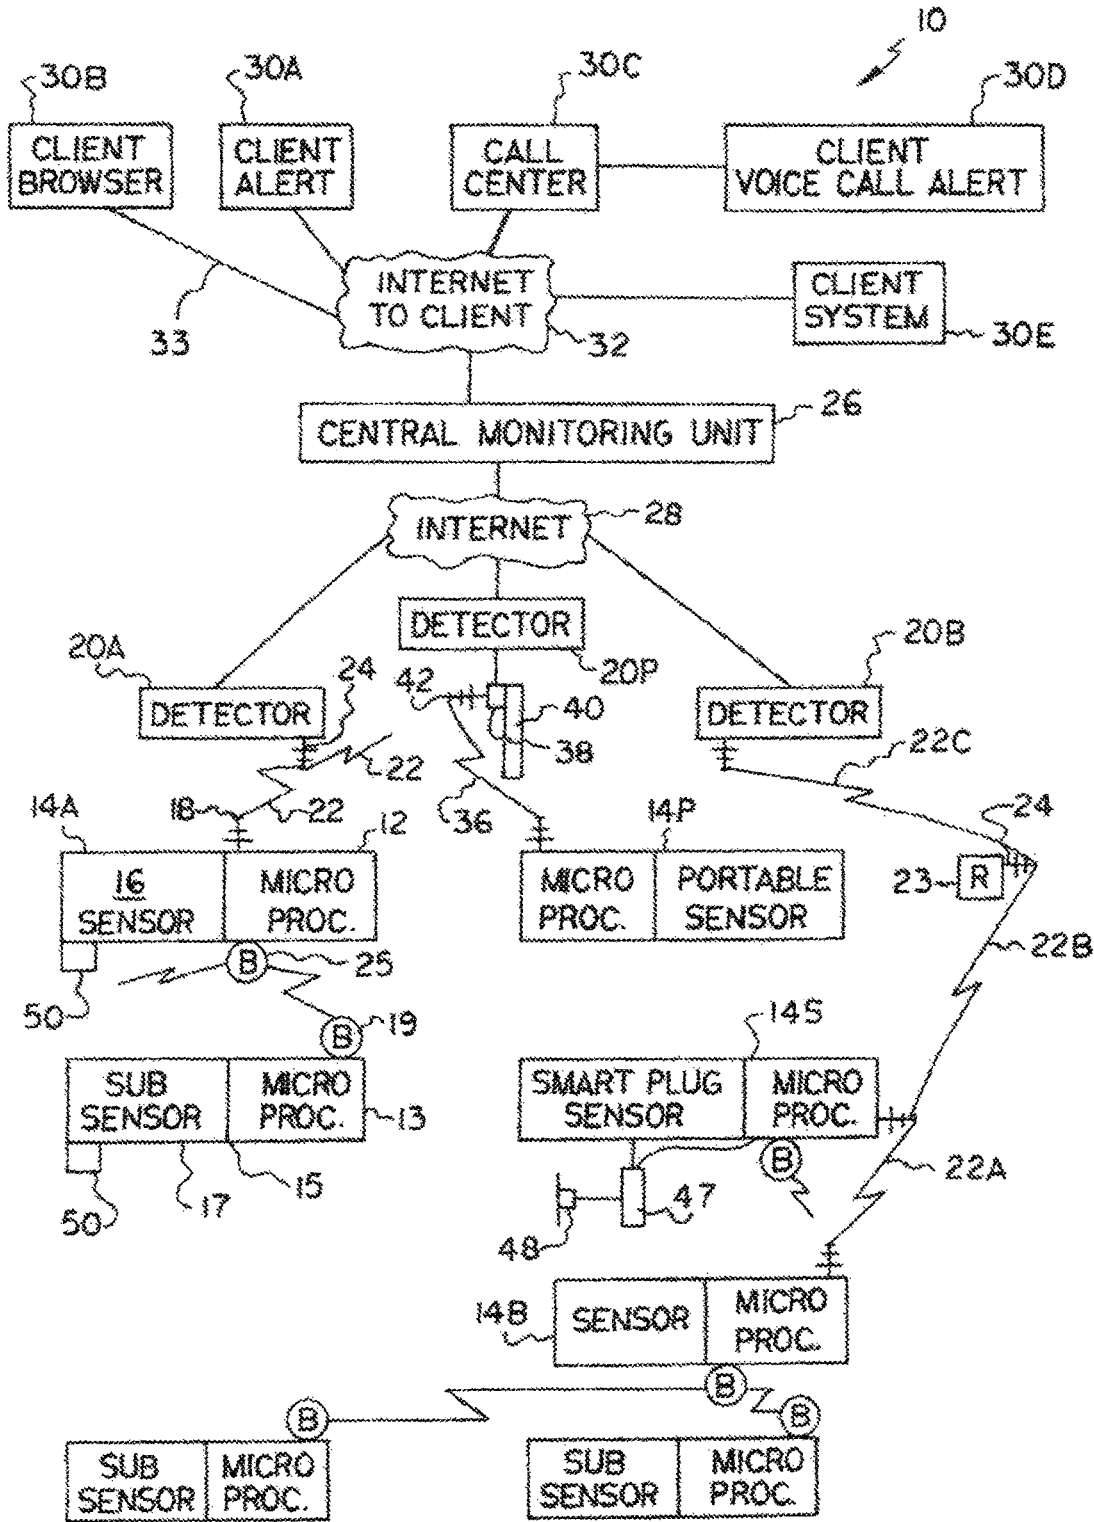 10
30B
30A
30C
30D
CLIENT
BROWSER
CLIENT
ALERT
CALL
CENTER
CLIENT
VOICE CALL ALERT
INTERNET
TO CLIENT
CLIENT
SYSTEM
33
32
30E
CENTRAL MONITORING UNIT
26
INTERNET
28
DETECTOR
20A
20P
20B
24
42
DETECTOR
40
DETECTOR
38
22C
22
18
22
36
14A
12
14P
24
16
SENSOR
MICRO
PROC.
MICRO
PROC.
PORTABLE
SENSOR
23
R
B
25
22B
50
19
B
14S
SUB
SENSOR
MICRO
PROC.
13
SMART PLUG
SENSOR
MICRO
PROC.
B
22A
15
17
50
47
48
14B
SENSOR
MICRO
PROC.
B
B
B
SUB
SENSOR
MICRO
PROC.
SUB
SENSOR
MICRO
PROC.